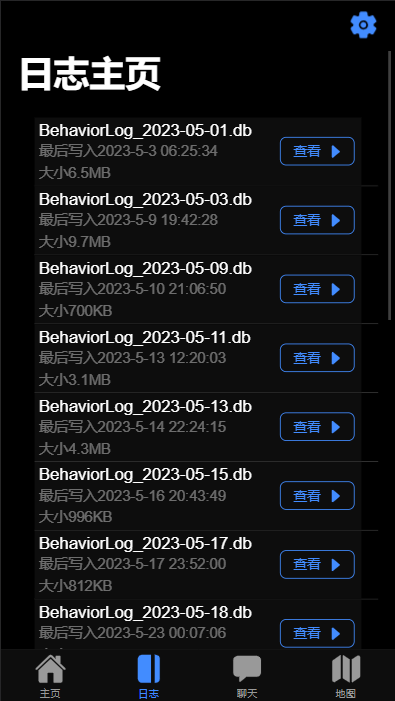 日志主页
BehaviorLog_2023-05-01.db
最后写入2023-5-3 06:25:34
大小6.5MB
查看
BehaviorLog_2023-05-03.db
最后写入2023-5-9 19:42:28
大小9.7MB
查看
BehaviorLog_2023-05-09.db
最后写入2023-5-10 21:06:50
大小700KB
查看
BehaviorLog_2023-05-11.db
最后写入2023-5-13 12:20:03
大小3.1MB
查看
BehaviorLog_2023-05-13.db
最后写入2023-5-14 22:24:15
大小4.3MB
查看
BehaviorLog_2023-05-15.db
最后写入2023-5-16 20:43:49
大小996KB
查看
BehaviorLog_2023-05-17.db
最后写入2023-5-17 23:52:00
大小812KB
查看
BehaviorLog_2023-05-18.db
最后写入2023-5-23 00:07:06
查看
主页
日志
聊天
地图